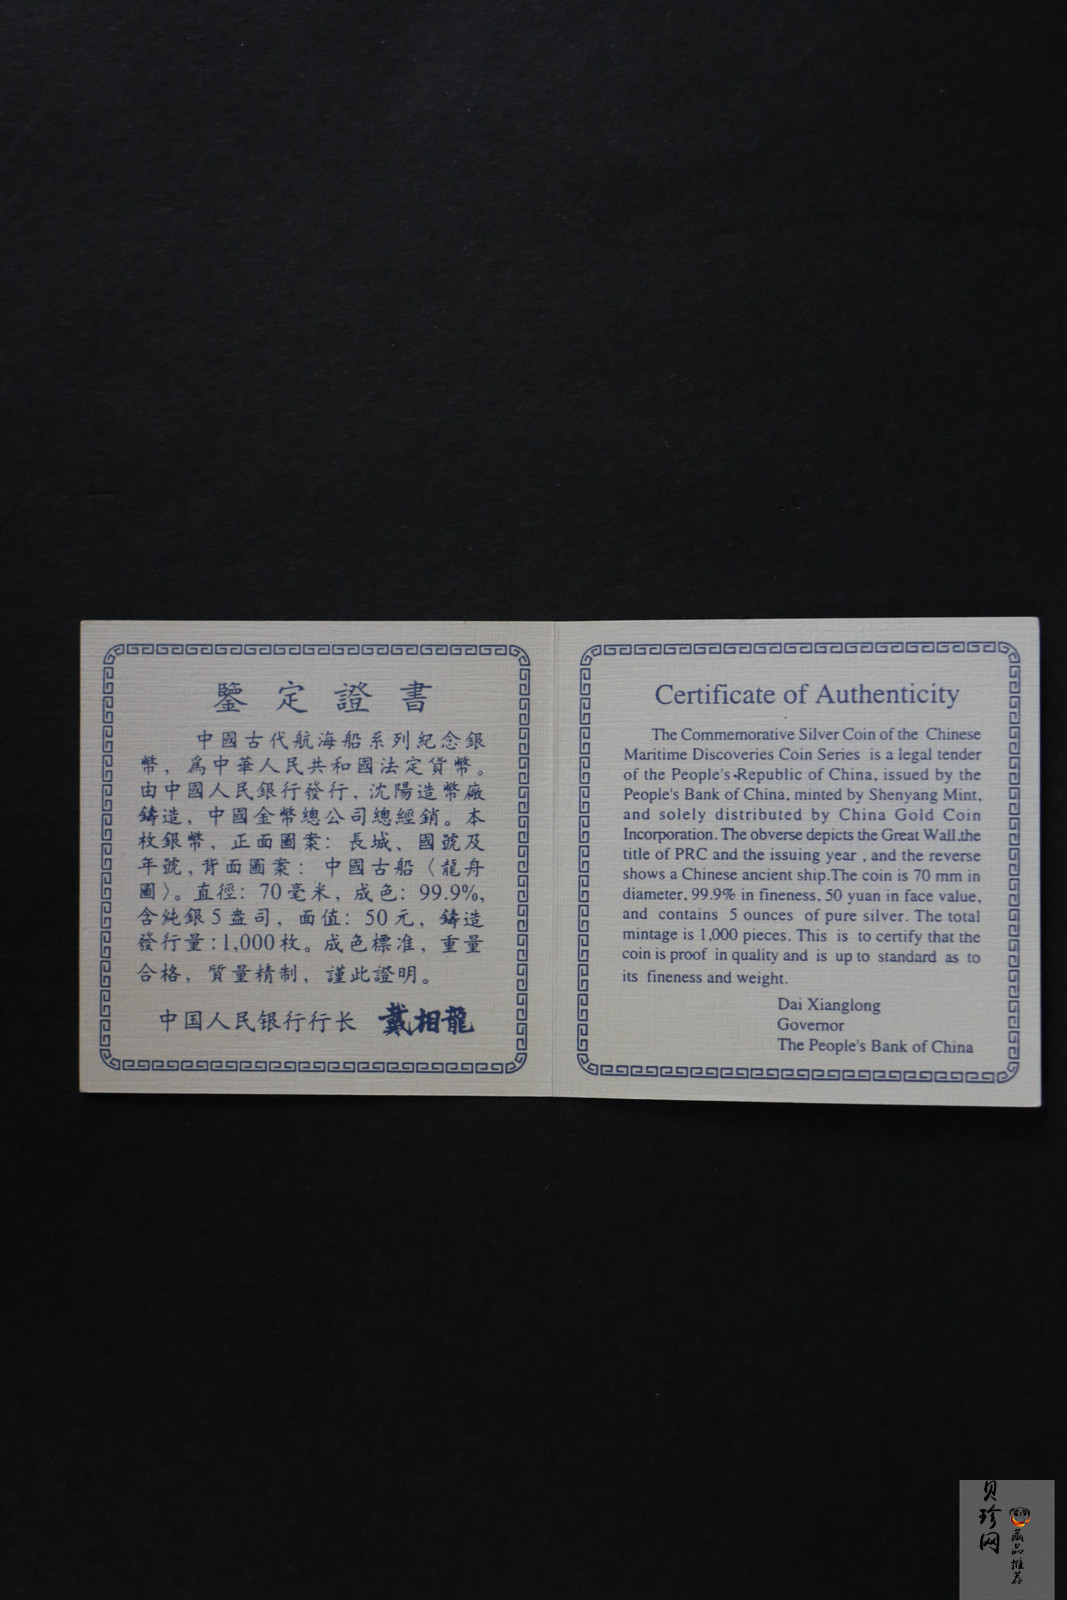 鑒定證書
中國古代航海船系列紀念銀
幣，爲中華人民共和國法定貨幣。
由中國人民銀行發行，沈陽造幣廠
鑄造，中國金幣總公司總經銷。本
枚銀幣，正面圖案：長城、國號及
年號，背面圖案：中國古船〈龍舟
圖〉。直徑：70毫米，成色：99.9%，
含純銀5盎司，面值：50元，鑄造
發行量：1,000枚。成色標准，重量
合格，質量精制，謹此證明。
中国人民银行行长 戴相龍
Certificate of Authenticity
The Commemorative Silver Coin of the Chinese
Maritime Discoveries Coin Series is a legal tender
of the People's Republic of China, issued by the
People's Bank of China, minted by Shenyang Mint,
and solely distributed by China Gold Coin
Incorporation. The obverse depicts the Great Wall,the
title of PRC and the issuing year , and the reverse
shows a Chinese ancient ship.The coin is 70 mm in
diameter, 99.9% in fineness, 50 yuan in face value,
and contains 5 ounces of pure silver. The total
mintage is 1,000 pieces. This is to certify that the
coin is proof in quality and is up to standard as to
its fineness and weight.
Dai Xianglong
Governor
The People's Bank of China
贝珍网
藏品推荐